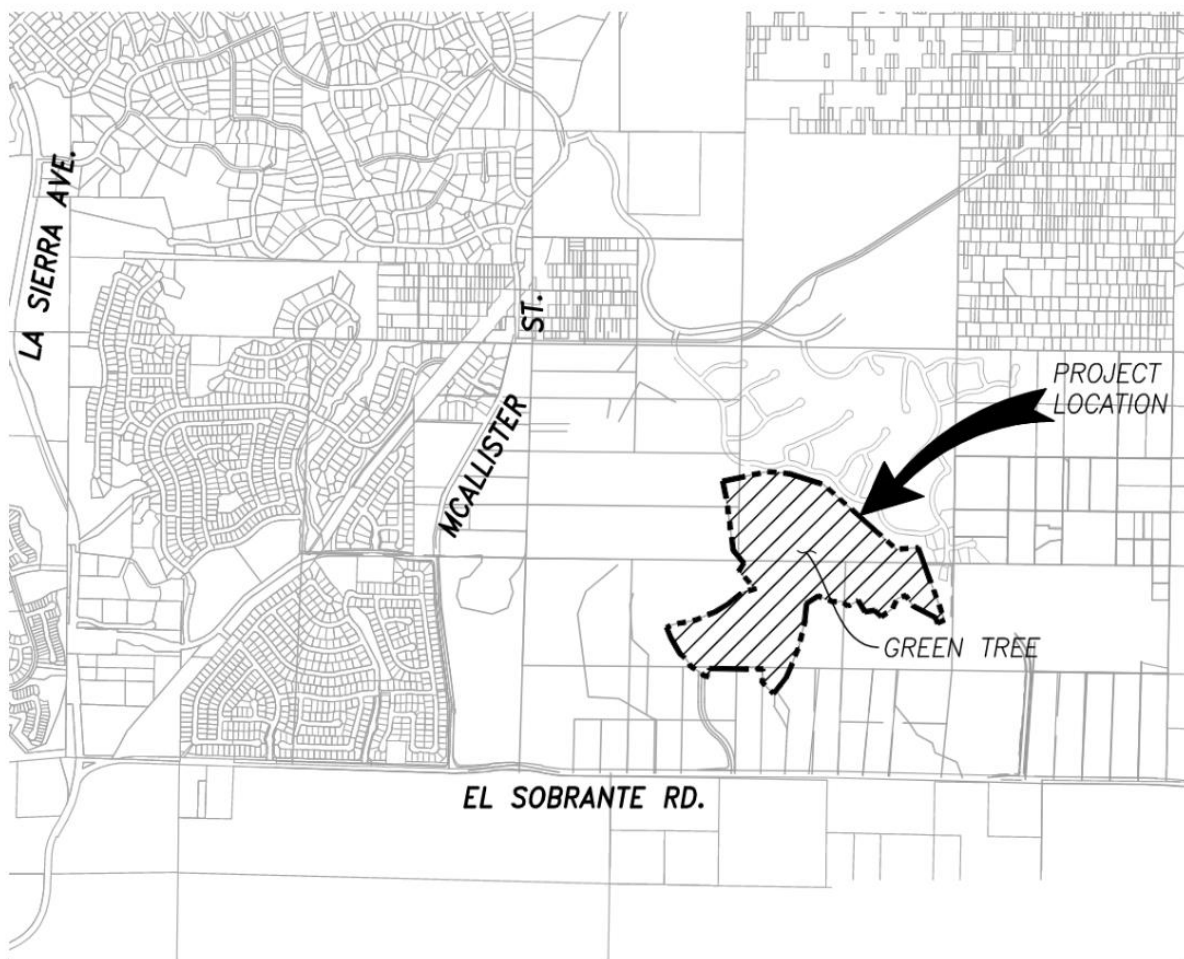 LA SIERRA AVE.
MCALLISTER
ST.
PROJECT
LOCATION
GREEN TREE
EL SOBRANTE RD.